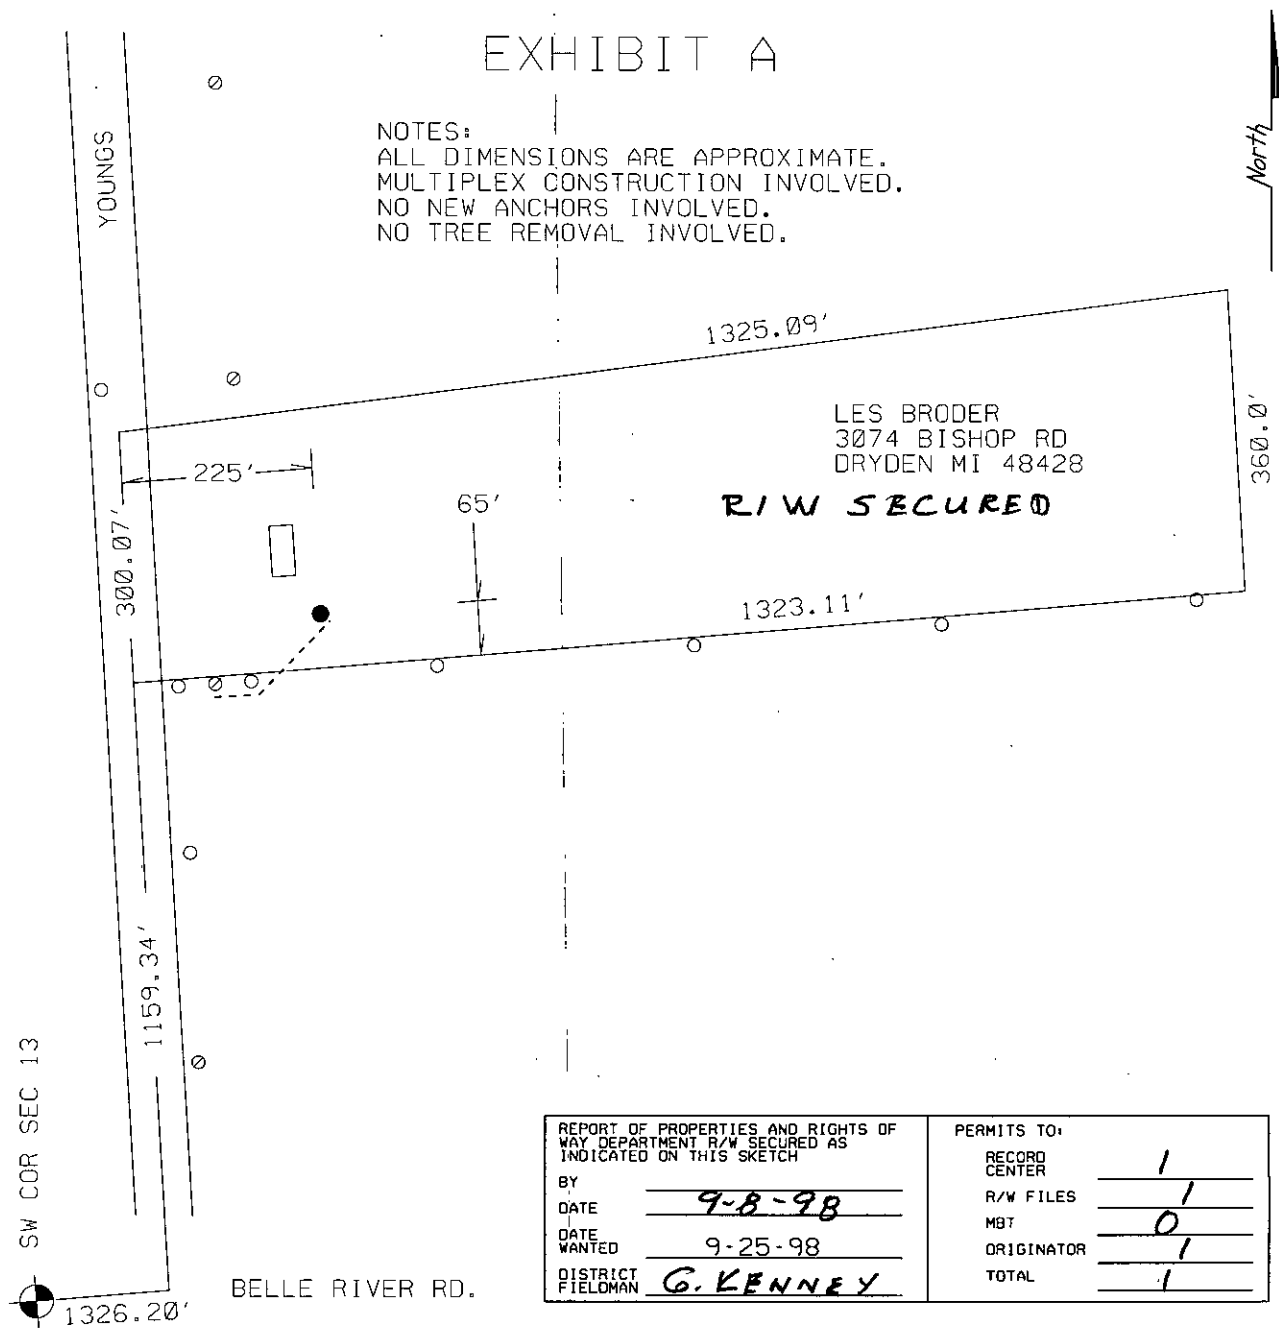 EXHIBIT A
North
NOTES:
ALL DIMENSIONS ARE APPROXIMATE.
MULTIPLEX CONSTRUCTION INVOLVED.
NO NEW ANCHORS INVOLVED.
NO TREE REMOVAL INVOLVED.
YOUNGS
1325.09'
LES BRODER
3074 BISHOP RD
DRYDEN MI 48428
R/W SECURED
360.0'
225'
65'
300.07'
1323.11'
1159.34'
SW COR SEC 13
1326.20'
BELLE RIVER RD.
REPORT OF PROPERTIES AND RIGHTS OF
WAY DEPARTMENT R/W SECURED AS
INDICATED ON THIS SKETCH
BY
DATE 9-8-98
DATE
WANTED 9-25-98
DISTRICT
FIELDMAN G. KENNEY
PERMITS TO:
RECORD
CENTER 1
R/W FILES 1
MBT 0
ORIGINATOR 1
TOTAL 1